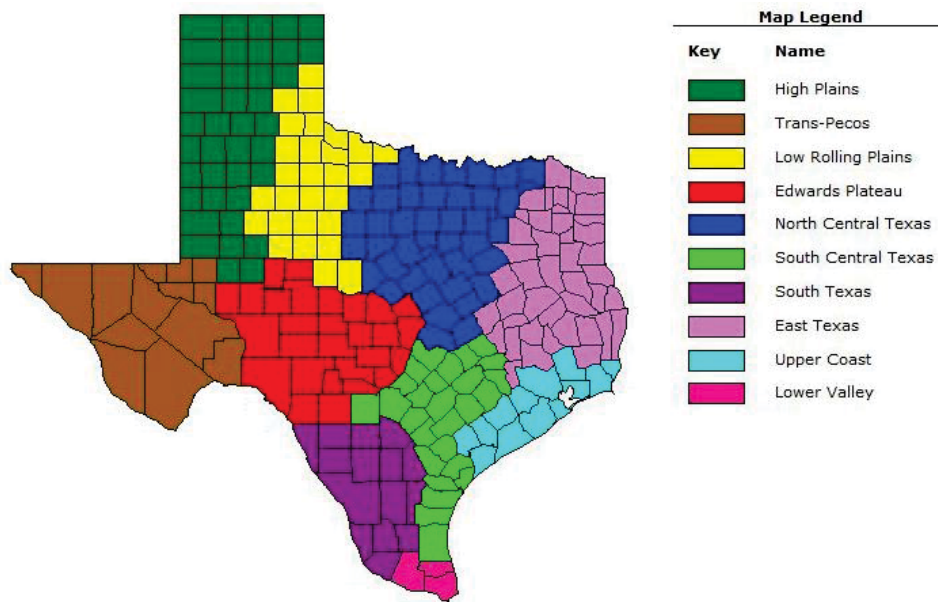 Map Legend
Key Name
High Plains
Trans-Pecos
Low Rolling Plains
Edwards Plateau
North Central Texas
South Central Texas
South Texas
East Texas
Upper Coast
Lower Valley